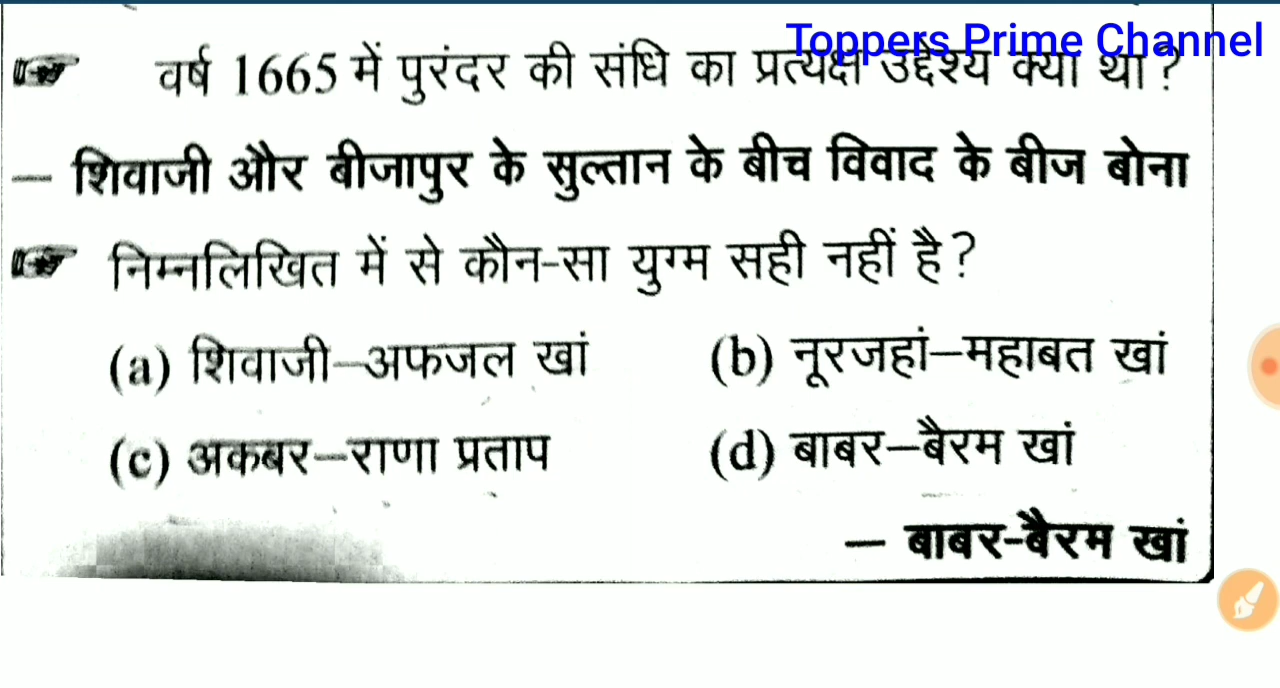 Toppers Prime Channel
वर्ष 1665 में पुरंदर की संधि का प्रत्यक्ष उद्देश्य क्या था ?
— शिवाजी और बीजापुर के सुल्तान के बीच विवाद के बीज बोना
निम्नलिखित में से कौन-सा युग्म सही नहीं है ?
(a) शिवाजी—अफजल खां (b) नूरजहां—महाबत खां
(c) अकबर—राणा प्रताप (d) बाबर—बैरम खां
— बाबर-बैरम खां